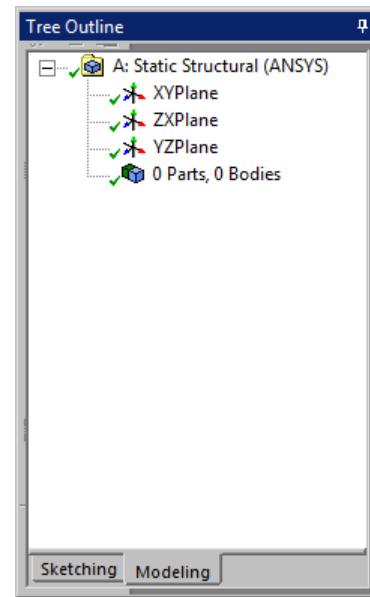 Tree Outline
A: Static Structural (ANSYS)
XYPlane
ZXPlane
YZPlane
0 Parts, 0 Bodies
Sketching Modeling